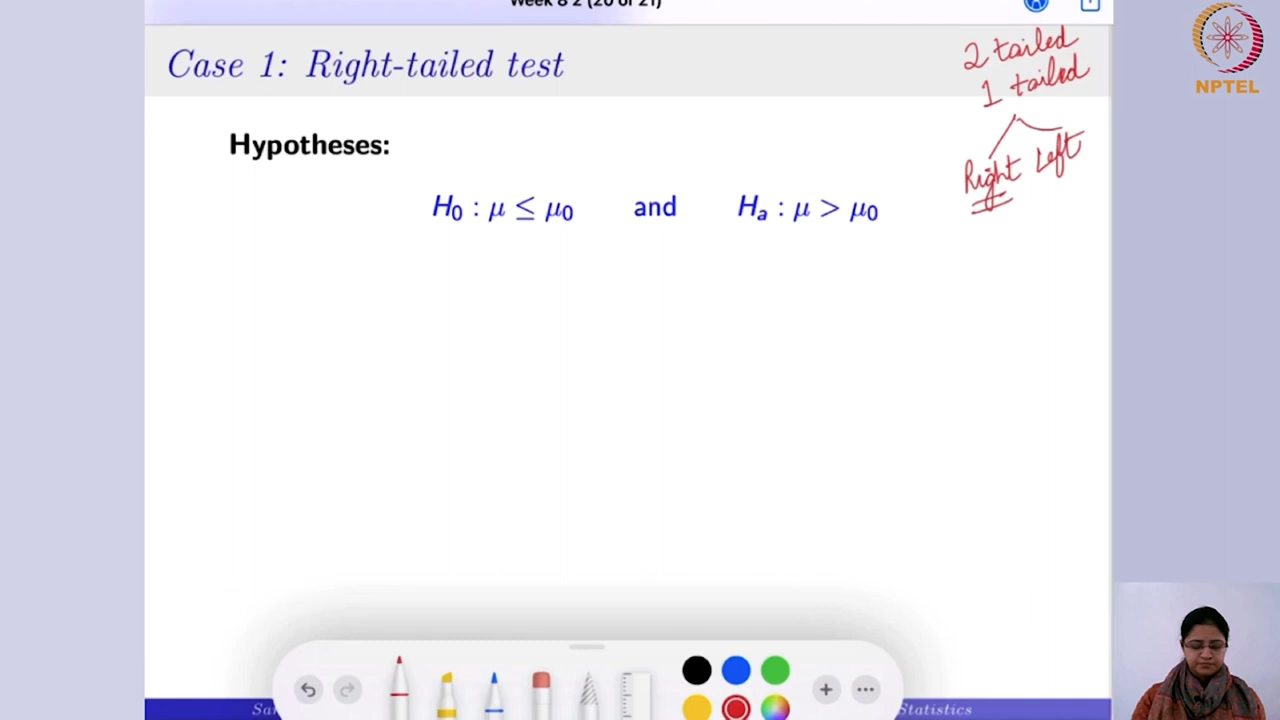 Week 8 2 (20 of 21)
Case 1: Right-tailed test
2 tailed
1 tailed
Right Left
NPTEL
Hypotheses:
H₀ : μ ≤ μ₀ and Hₐ : μ > μ₀
Statistics